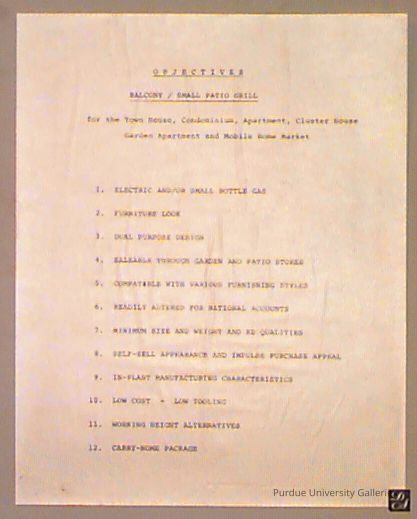 OBJECTIVES
BALCONY / SMALL PATIO GRILL
for the Town House, Condominium, Apartment, Cluster House
Garden Apartment and Mobile Home Market
1. ELECTRIC AND/OR SMALL BOTTLE GAS
2. FURNITURE LOOK
3. DUAL PURPOSE DESIGN
4. SALEABLE THROUGH GARDEN AND PATIO STORES
5. COMPATIBLE WITH VARIOUS FURNISHING STYLES
6. READILY ALTERED FOR NATIONAL ACCOUNTS
7. MINIMUM SIZE AND WEIGHT AND KD QUALITIES
8. SELF-SELL APPEARANCE AND IMPULSE PURCHASE APPEAL
9. IN-PLANT MANUFACTURING CHARACTERISTICS
10. LOW COST - LOW TOOLING
11. WORKING HEIGHT ALTERNATIVES
12. CARRY-HOME PACKAGE
Purdue University Galleries